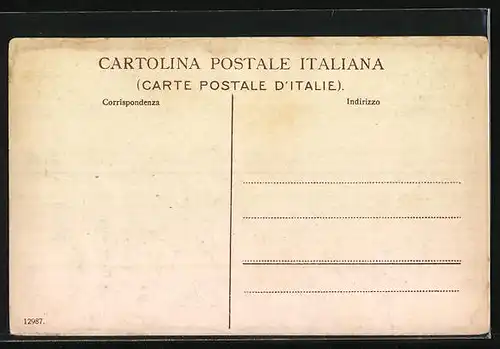 CARTOLINA POSTALE ITALIANA
(CARTE POSTALE D'ITALIE).
Corrispondenza
Indirizzo
12987.